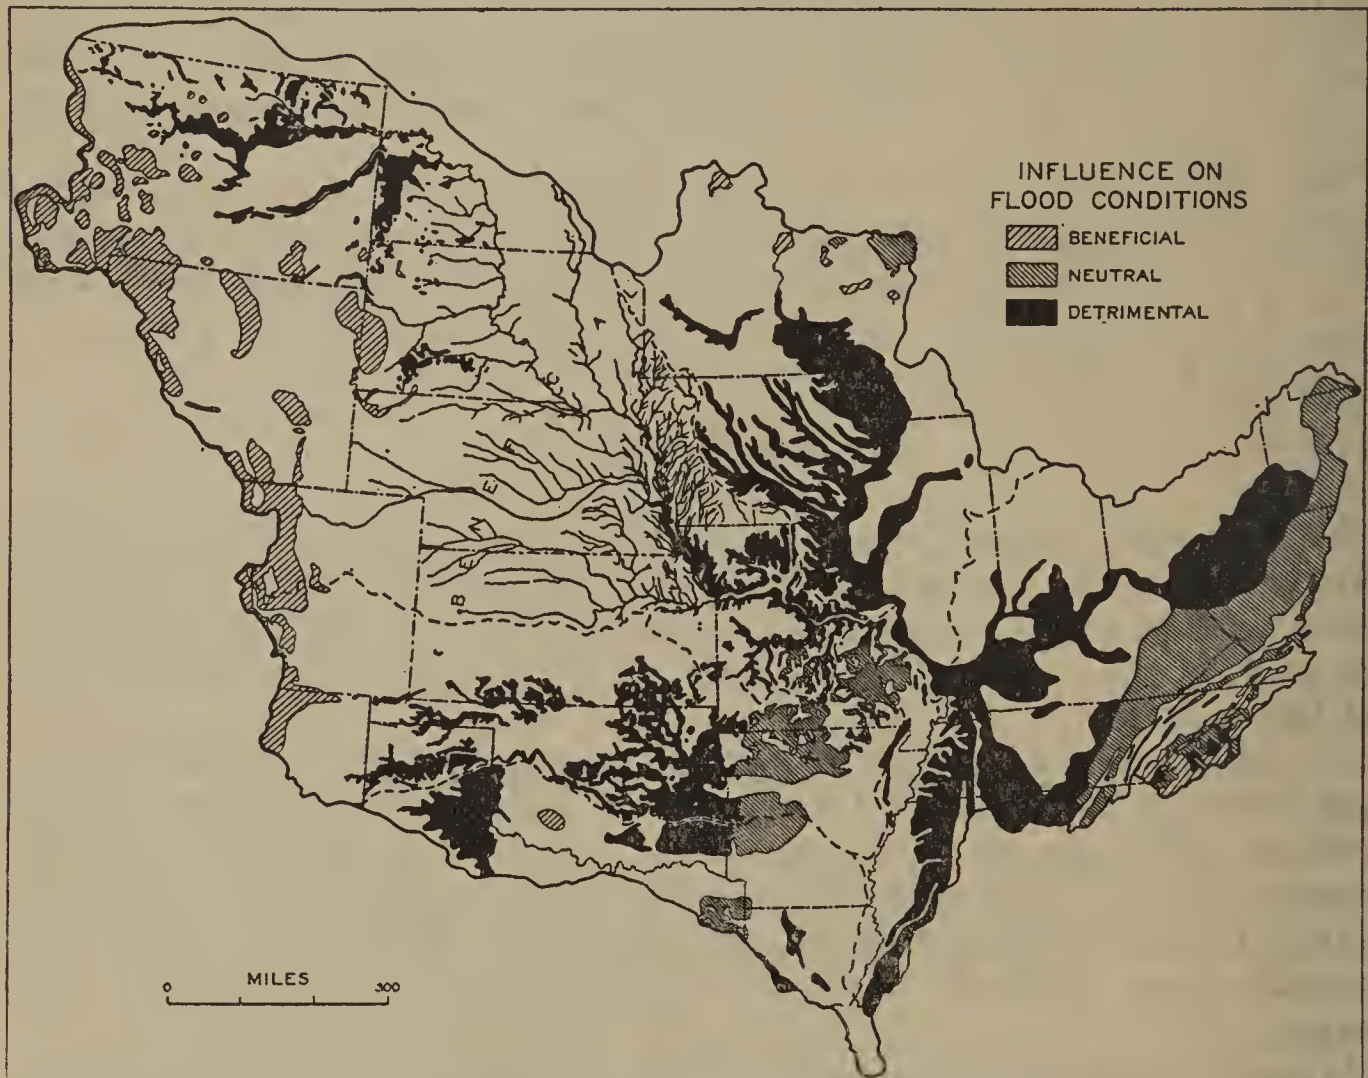 INFLUENCE ON
FLOOD CONDITIONS
BENEFICIAL
NEUTRAL
DETRIMENTAL
A
C
E
A
E
B
MILES
0 300